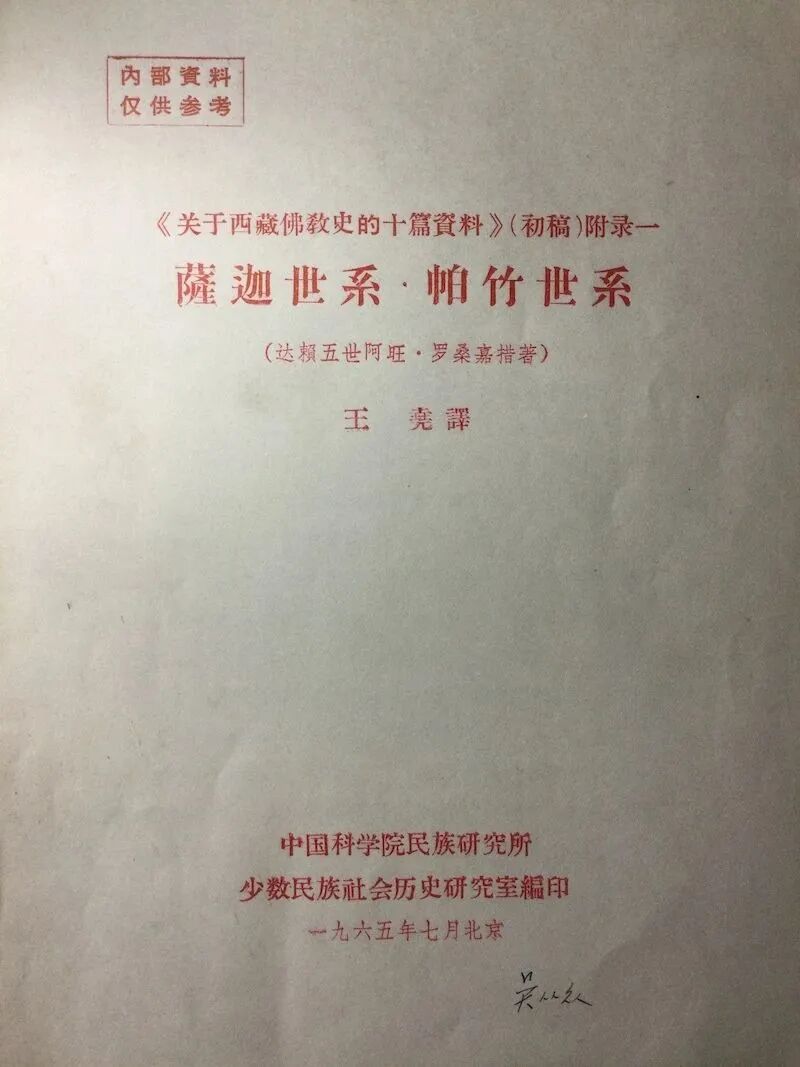 內部資料
仅供参考
《关于西藏佛敎史的十篇資料》(初稿)附录一
薩迦世系·帕竹世系
(达賴五世阿旺·罗桑嘉措著)
王 堯譯
中国科学院民族研究所
少数民族社会历史研究室編印
一九六五年七月北京